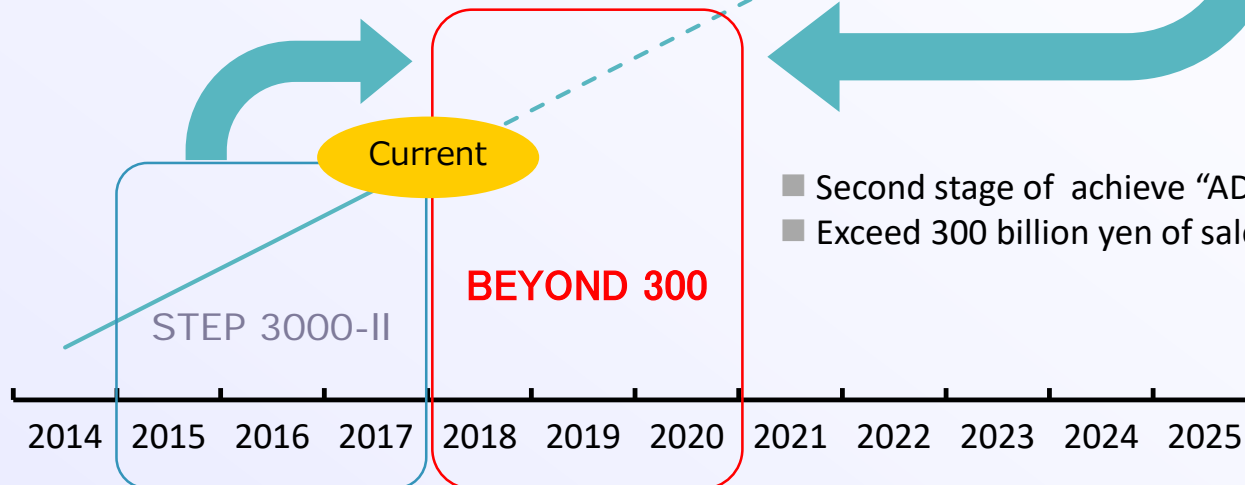 Current
■ Second stage of achieve “AD
■ Exceed 300 billion yen of sale
BEYOND 300
STEP 3000-II
2014 2015 2016 2017 2018 2019 2020 2021 2022 2023 2024 2025